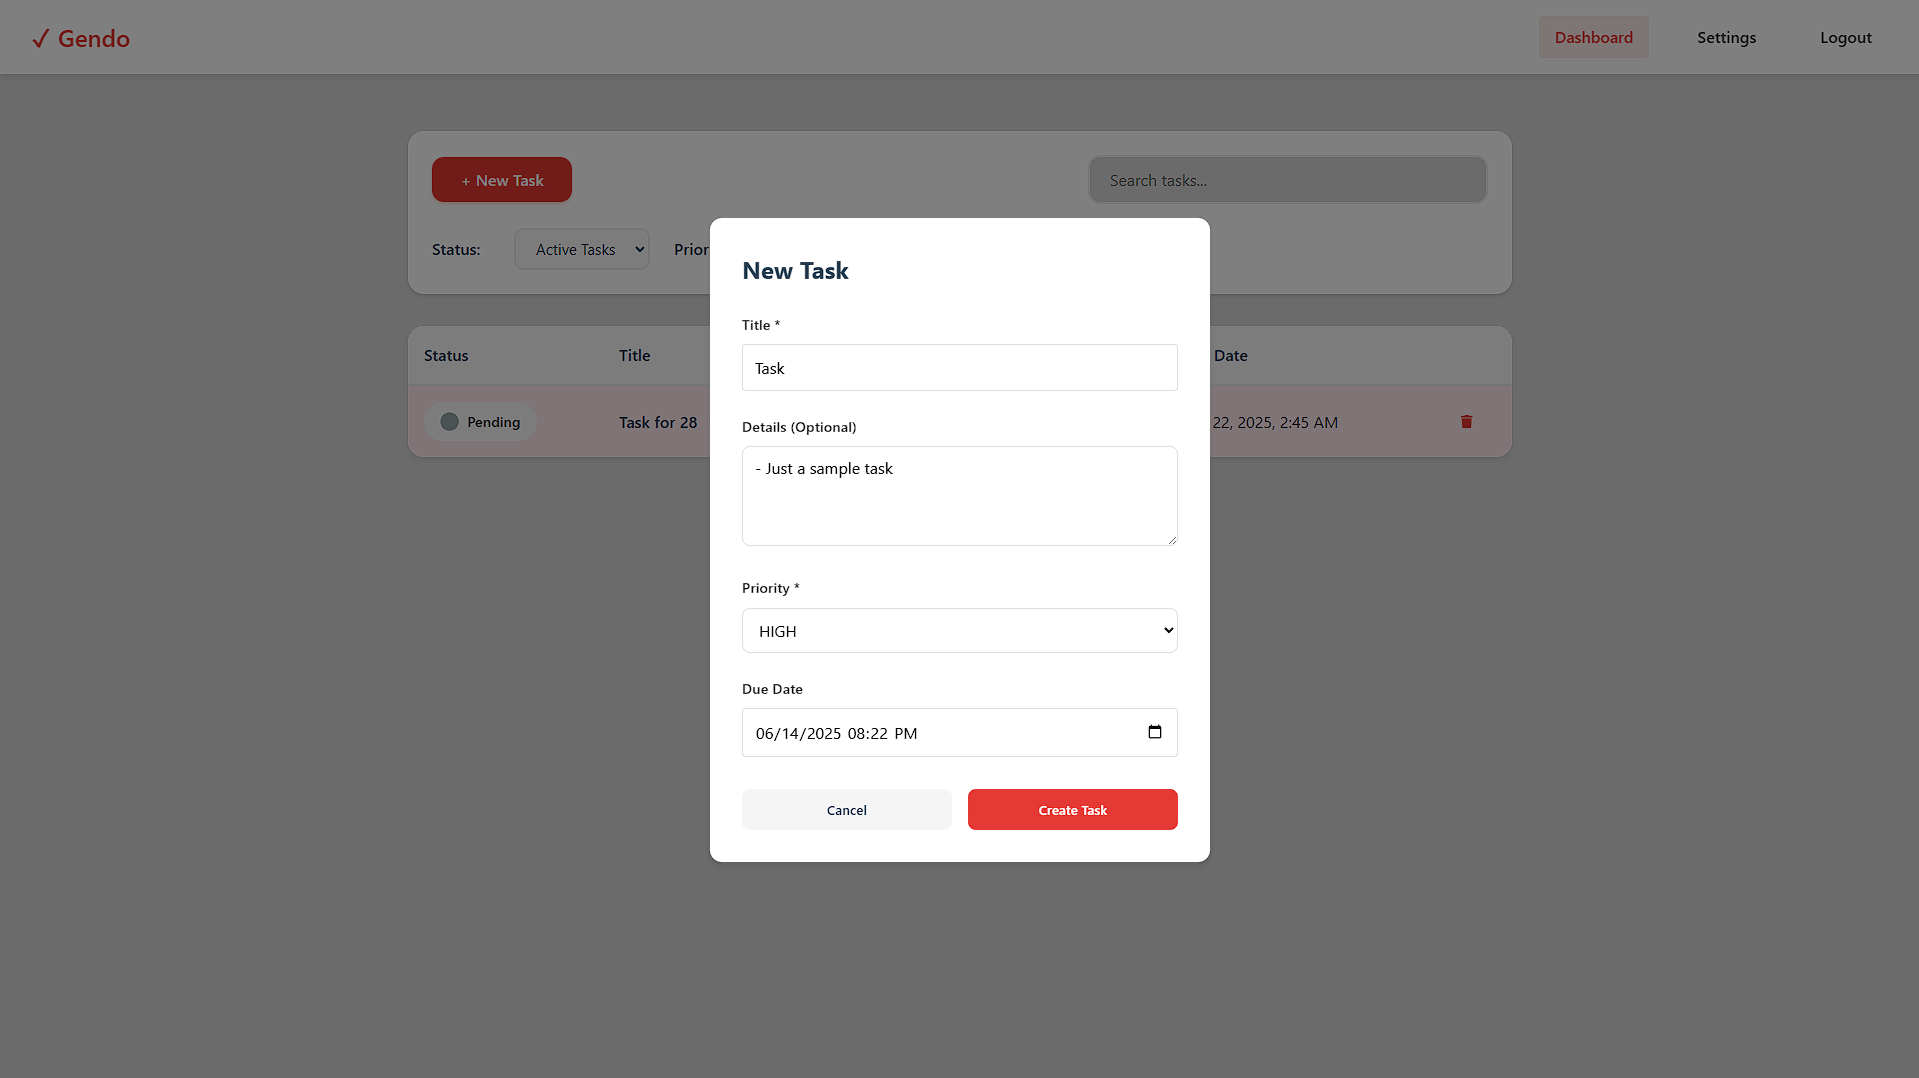 ✓ Gendo
Dashboard
Settings
Logout
+ New Task
Search tasks...
Status:
Active Tasks
Prior
New Task
Title *
Task
Details (Optional)
- Just a sample task
Priority *
HIGH
Due Date
06/14/2025 08:22 PM
Cancel
Create Task
Status
Title
Date
Pending
Task for 28
22, 2025, 2:45 AM